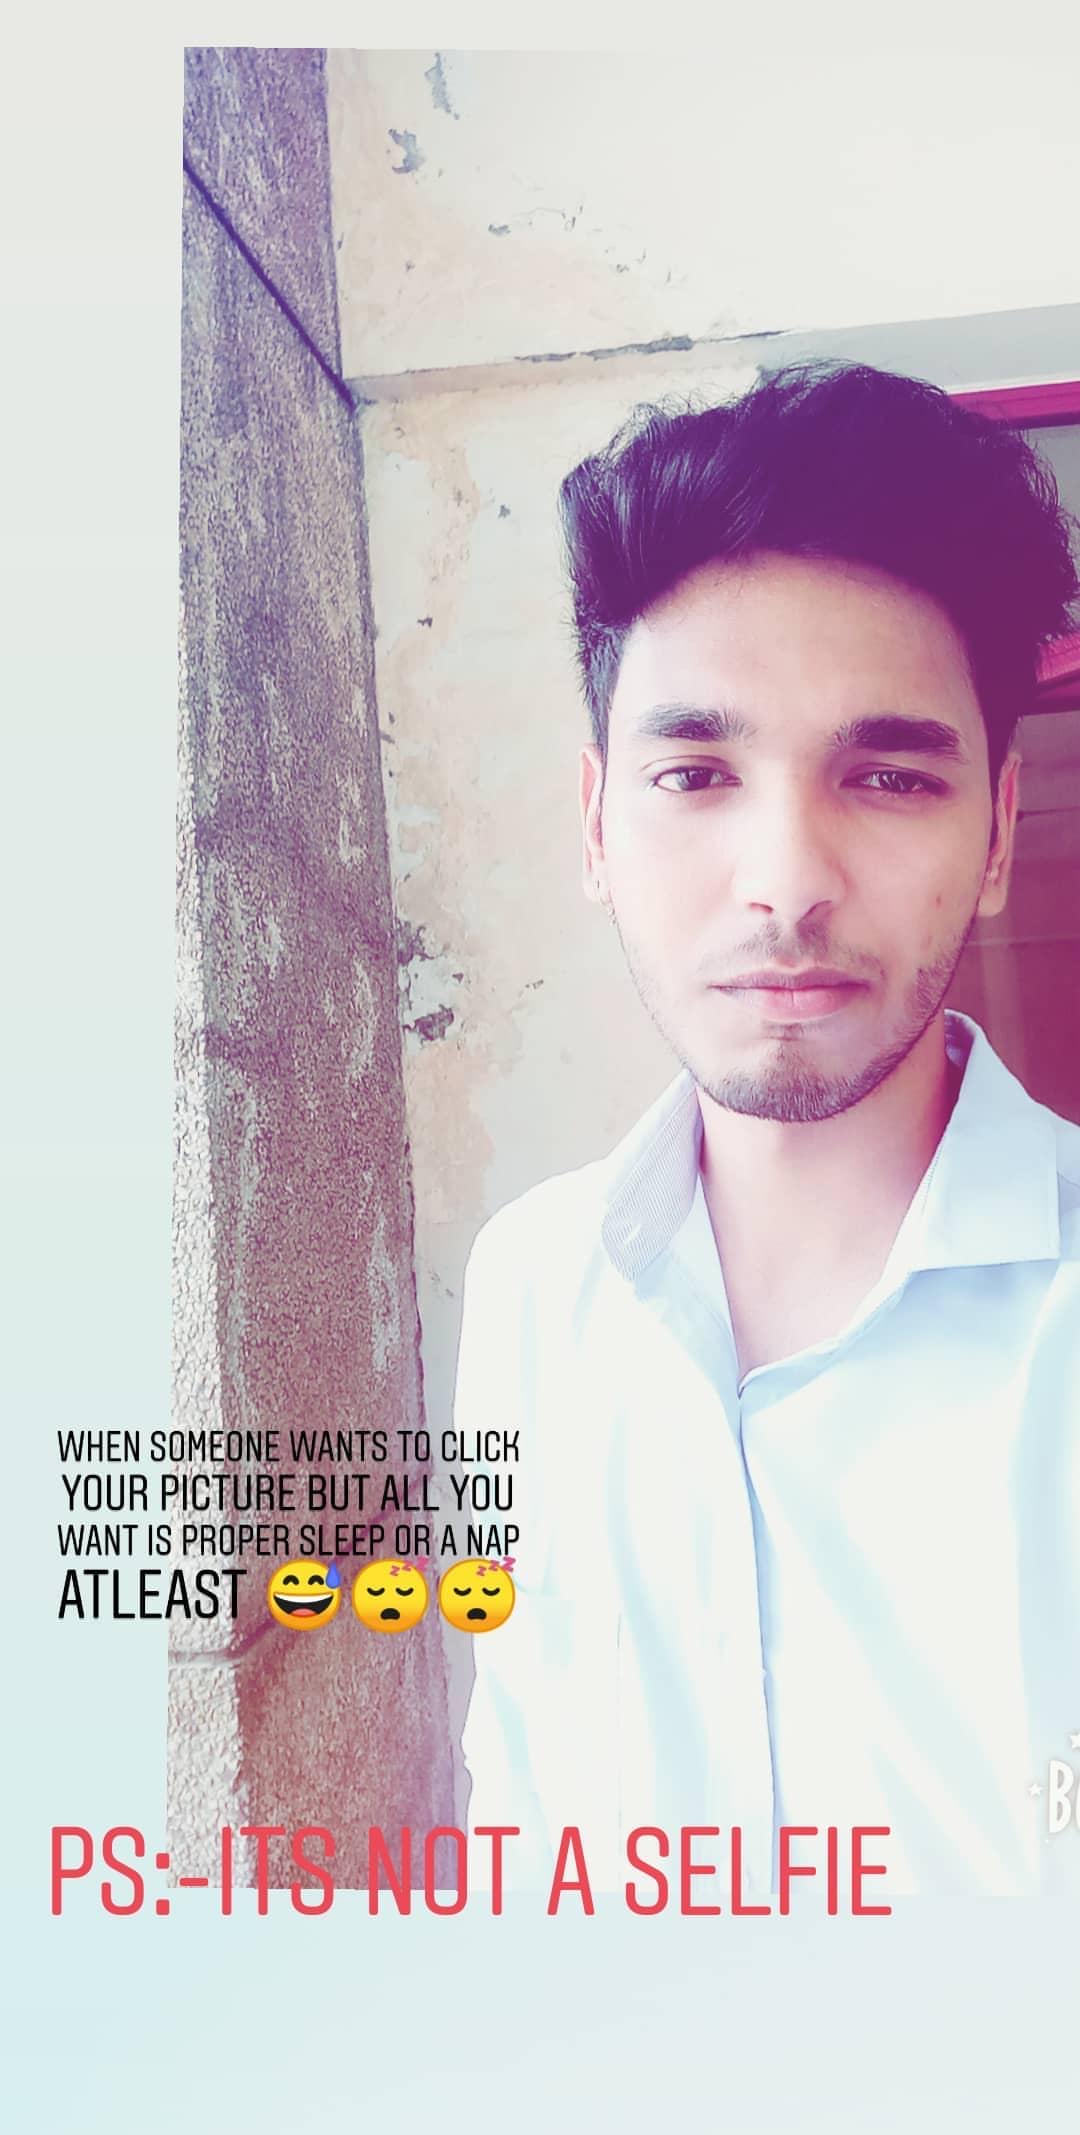 WHEN SOMEONE WANTS TO CLICK
YOUR PICTURE BUT ALL YOU
WANT IS PROPER SLEEP OR A NAP
ATLEAST 😅😴😴
PS:-ITS NOT A SELFIE